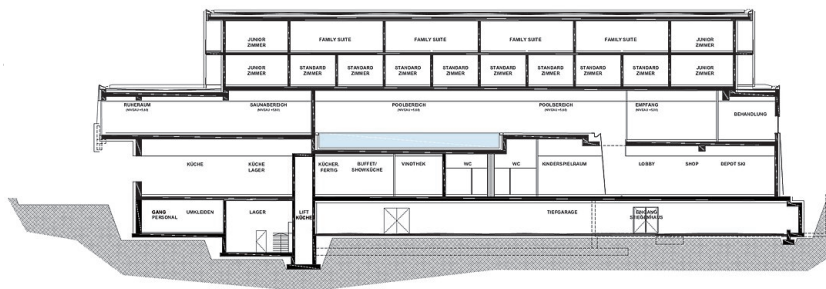 JUNIOR
ZIMMER
FAMILY SUITE
FAMILY SUITE
FAMILY SUITE
FAMILY SUITE
JUNIOR
ZIMMER
JUNIOR
ZIMMER
STANDARD
ZIMMER
STANDARD
ZIMMER
STANDARD
ZIMMER
STANDARD
ZIMMER
STANDARD
ZIMMER
STANDARD
ZIMMER
STANDARD
ZIMMER
STANDARD
ZIMMER
JUNIOR
ZIMMER
RUHERAUM
SAUNABEREICH
POOLBEREICH
POOLBEREICH
EMPFANG
BEHANDLUNG
KÜCHE
KÜCHE
LAGER
KÜCHE.
FERTIG
BUFFET/
SHOWKÜCHE
VINOTHEK
WC
WC
KINDERSPIELRAUM
LOBBY
SHOP
DEPOT SKI
GANG
PERSONAL
UMKLEIDEN
LAGER
LIFT
KÜCHE
TIEFGARAGE
EINGANG
STIEGENHAUS